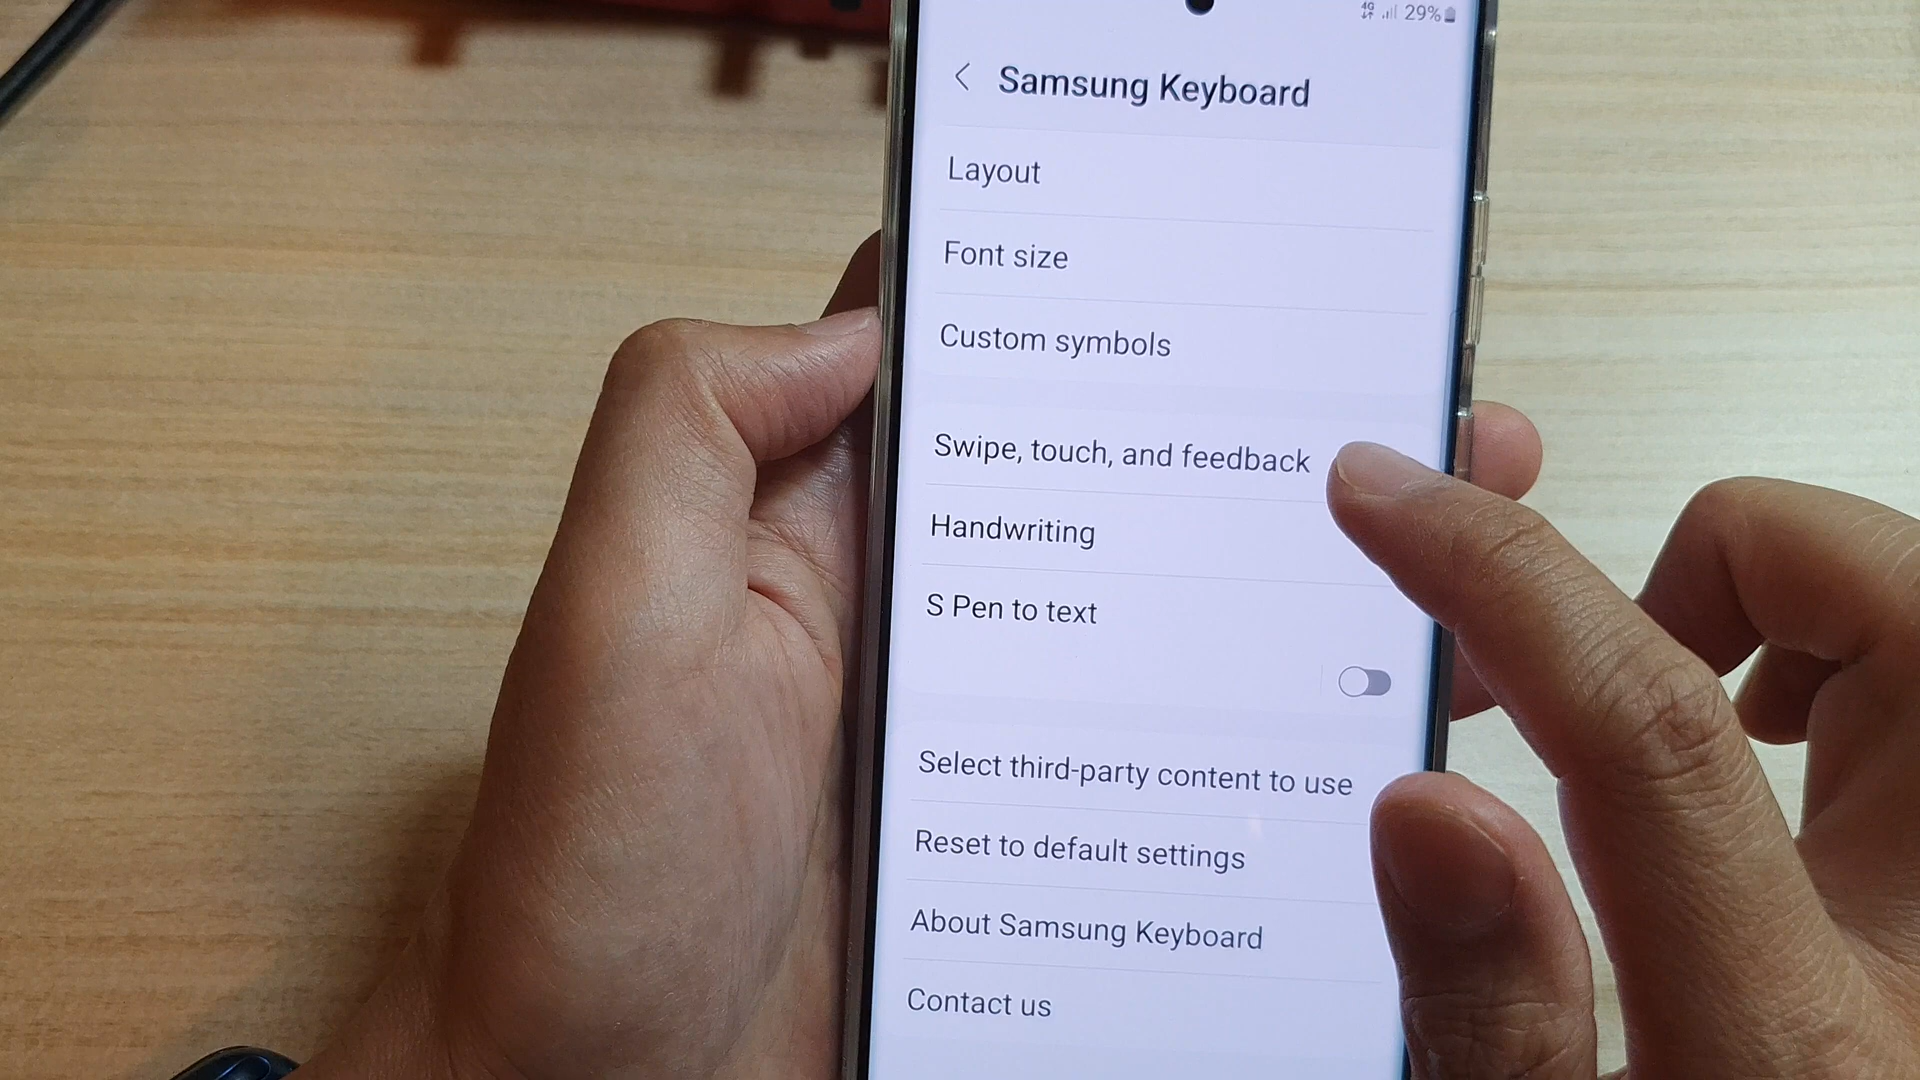 4G 29%
Samsung Keyboard
Layout
Font size
Custom symbols
Swipe, touch, and feedback
Handwriting
S Pen to text
Select third-party content to use
Reset to default settings
About Samsung Keyboard
Contact us